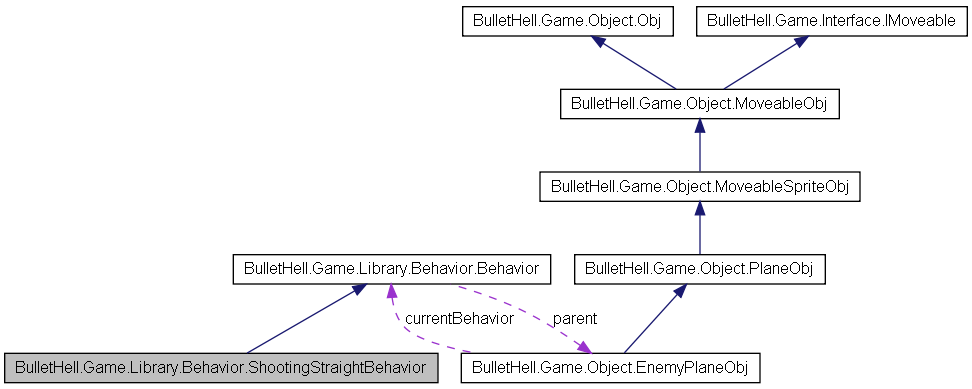 BulletHell.Game.Object.Obj
BulletHell.Game.Interface.IMoveable
BulletHell.Game.Object.MoveableObj
BulletHell.Game.Object.MoveableSpriteObj
BulletHell.Game.Library.Behavior.Behavior
BulletHell.Game.Object.PlaneObj
currentBehavior
parent
BulletHell.Game.Library.Behavior.ShootingStraightBehavior
BulletHell.Game.Object.EnemyPlaneObj